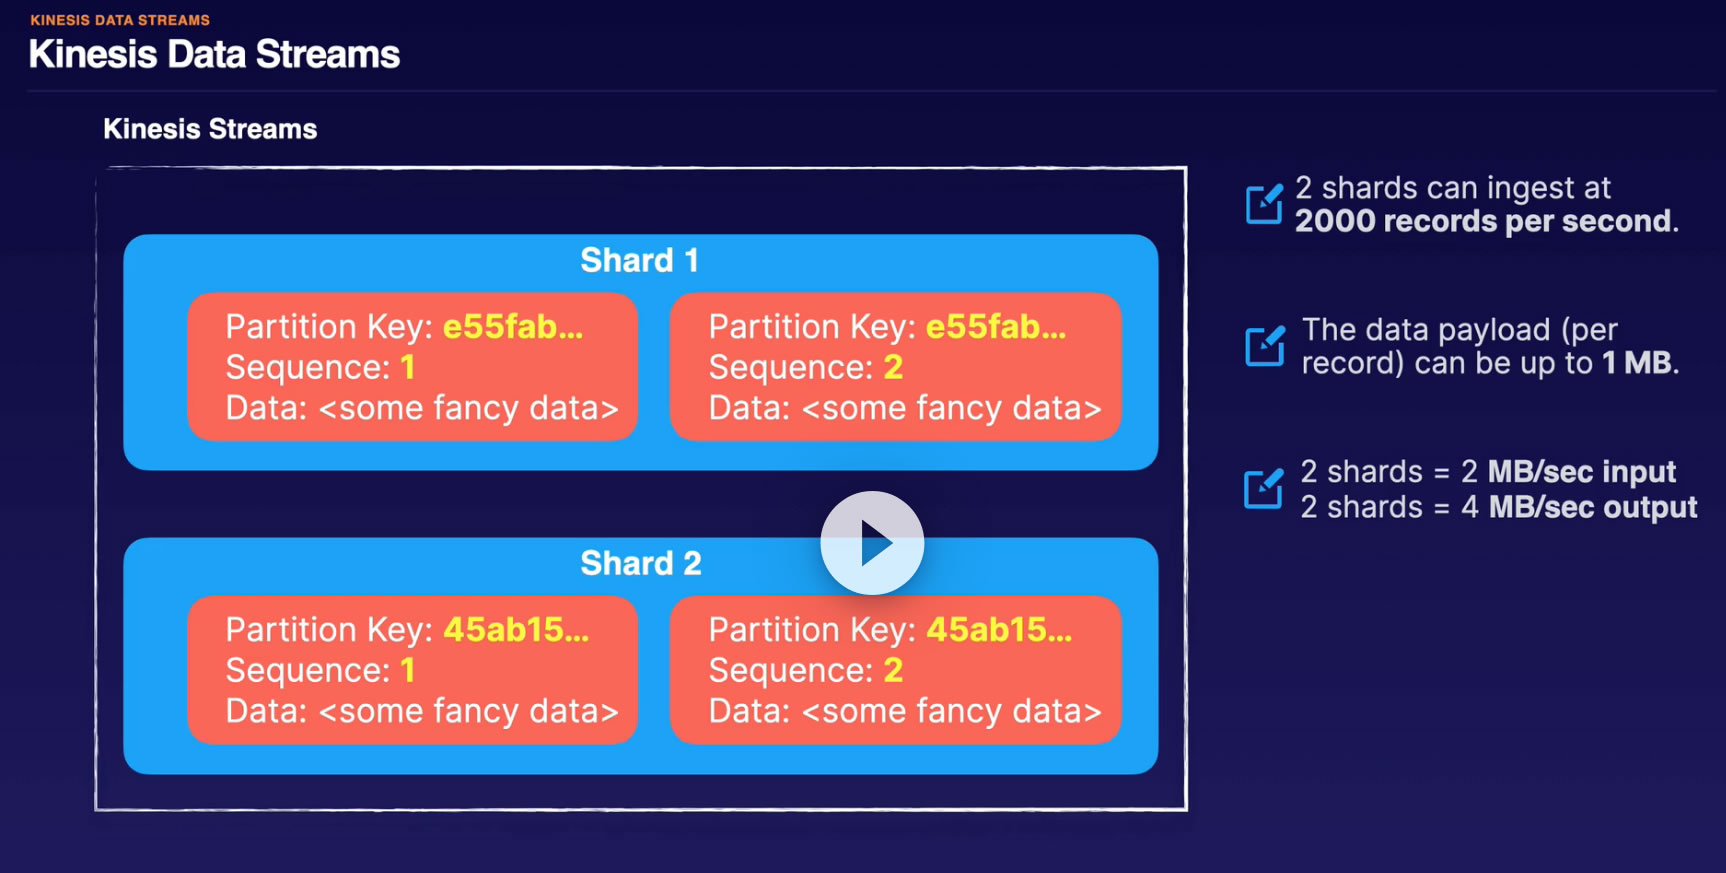 KINESIS DATA STREAMS
Kinesis Data Streams
Kinesis Streams
Shard 1
Partition Key: e55fab...
Sequence: 1
Data: <some fancy data>
Partition Key: e55fab...
Sequence: 2
Data: <some fancy data>
Shard 2
Partition Key: 45ab15...
Sequence: 1
Data: <some fancy data>
Partition Key: 45ab15...
Sequence: 2
Data: <some fancy data>
2 shards can ingest at
2000 records per second.
The data payload (per
record) can be up to 1 MB.
2 shards = 2 MB/sec input
2 shards = 4 MB/sec output